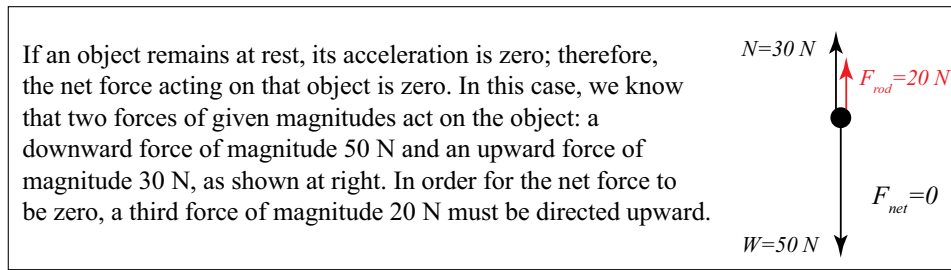 If an object remains at rest, its acceleration is zero; therefore,
the net force acting on that object is zero. In this case, we know
that two forces of given magnitudes act on the object: a
downward force of magnitude 50 N and an upward force of
magnitude 30 N, as shown at right. In order for the net force to
be zero, a third force of magnitude 20 N must be directed upward.
N=30 N
F_rod=20 N
F_net=0
W=50 N